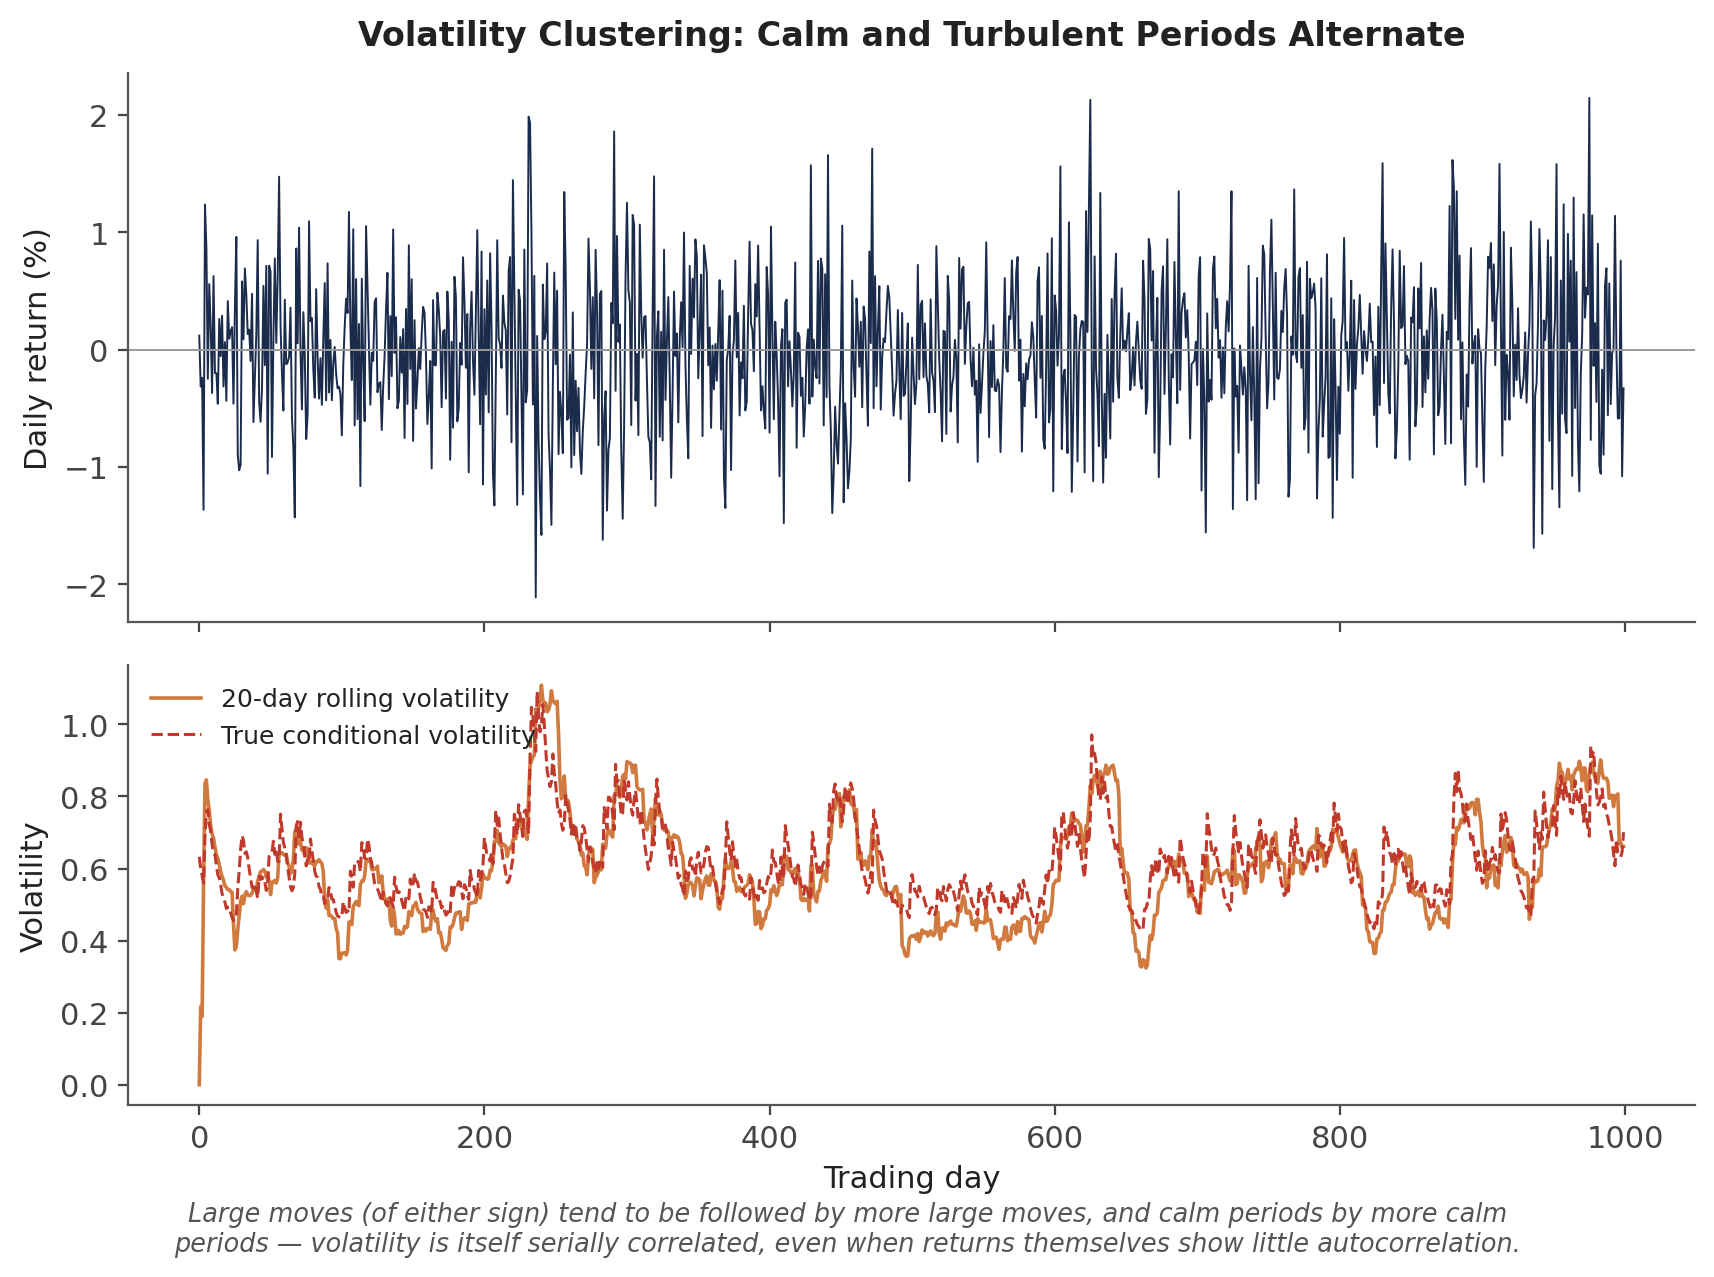 Volatility Clustering: Calm and Turbulent Periods Alternate
2
1
0
−1
−2
Daily return (%)
20-day rolling volatility
True conditional volatility
1.0
0.8
0.6
0.4
0.2
0.0
Volatility
0 200 400 600 800 1000
Trading day
Large moves (of either sign) tend to be followed by more large moves, and calm periods by more calm
periods — volatility is itself serially correlated, even when returns themselves show little autocorrelation.